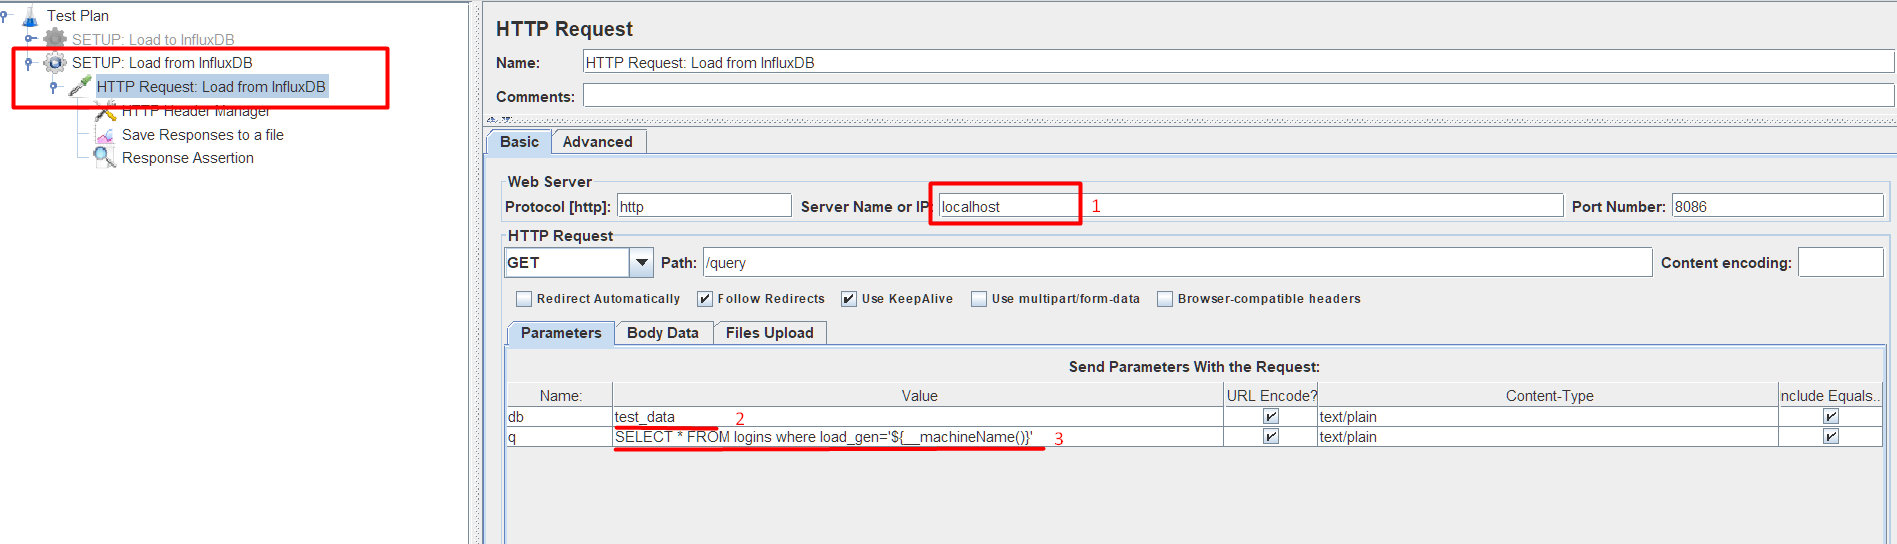 Test Plan
SETUP: Load to InfluxDB
SETUP: Load from InfluxDB
HTTP Request: Load from InfluxDB
HTTP Header Manager
Save Responses to a file
Response Assertion
HTTP Request
Name: HTTP Request: Load from InfluxDB
Comments:
Basic Advanced
Web Server
Protocol [http]: http Server Name or IP: localhost 1 Port Number: 8086
HTTP Request
GET Path: /query Content encoding:
Redirect Automatically Follow Redirects Use KeepAlive Use multipart/form-data Browser-compatible headers
Parameters Body Data Files Upload
Send Parameters With the Request:
Name: Value URL Encode? Content-Type nclude Equals..
db test_data 2 text/plain
q SELECT * FROM logins where load_gen='${__machineName()}' 3 text/plain